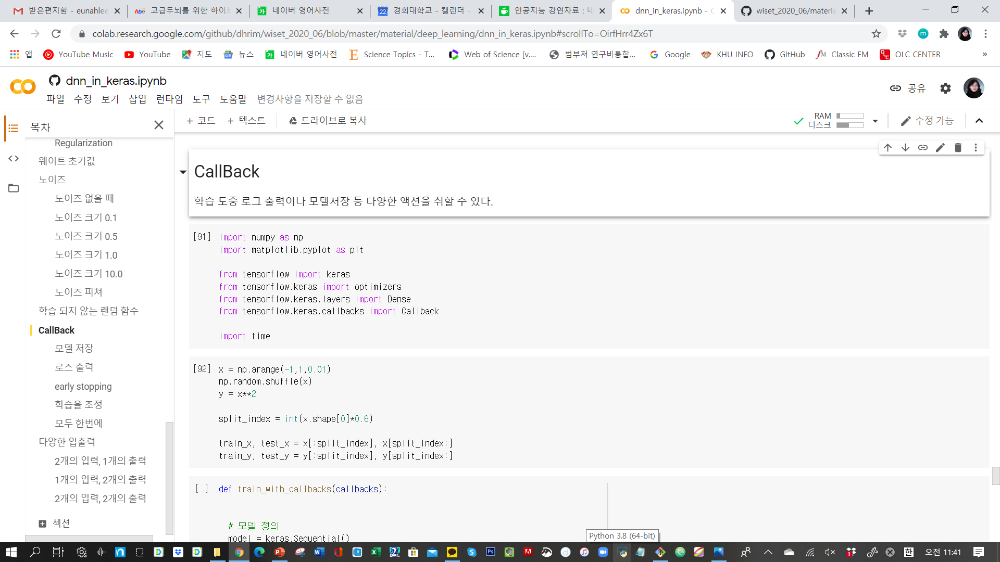 받은편지함 - eunahlee
hbn 고급두뇌를 위한 하이브
네이버 영어사전
경희대학교 - 캘린더 -
인공지능 강연자료 : 네
dnn_in_keras.ipynb - C
wiset_2020_06/materia
colab.research.google.com/github/dhrim/wiset_2020_06/blob/master/material/deep_learning/dnn_in_keras.ipynb#scrollTo=OirfHrr4Zx6T
앱 YouTube Music YouTube 지도 뉴스 네이버 영어사전 Science Topics - T... Web of Science [v.... 범부처 연구비통합... Google KHU INFO GitHub Classic FM OLC CENTER »
dnn_in_keras.ipynb
파일 수정 보기 삽입 런타임 도구 도움말 변경사항을 저장할 수 없음
공유
목차
+ 코드 + 텍스트 드라이브로 복사
RAM
디스크
수정 가능
Regularization
웨이트 초기값
노이즈
노이즈 없을 때
노이즈 크기 0.1
노이즈 크기 0.5
노이즈 크기 1.0
노이즈 크기 10.0
노이즈 피쳐
학습 되지 않는 랜덤 함수
CallBack
모델 저장
로스 출력
early stopping
학습율 조정
모두 한번에
다양한 입출력
2개의 입력, 1개의 출력
1개의 입력, 2개의 출력
2개의 입력, 2개의 출력
섹션
CallBack
학습 도중 로그 출력이나 모델저장 등 다양한 액션을 취할 수 있다.
[91] import numpy as np
import matplotlib.pyplot as plt
from tensorflow import keras
from tensorflow.keras import optimizers
from tensorflow.keras.layers import Dense
from tensorflow.keras.callbacks import Callback
import time
[92] x = np.arange(-1,1,0.01)
np.random.shuffle(x)
y = x**2
split_index = int(x.shape[0]*0.6)
train_x, test_x = x[:split_index], x[split_index:]
train_y, test_y = y[:split_index], y[split_index:]
[ ] def train_with_callbacks(callbacks):
# 모델 정의
model = keras.Sequential()
Python 3.8 (64-bit)
한
오전 11:41